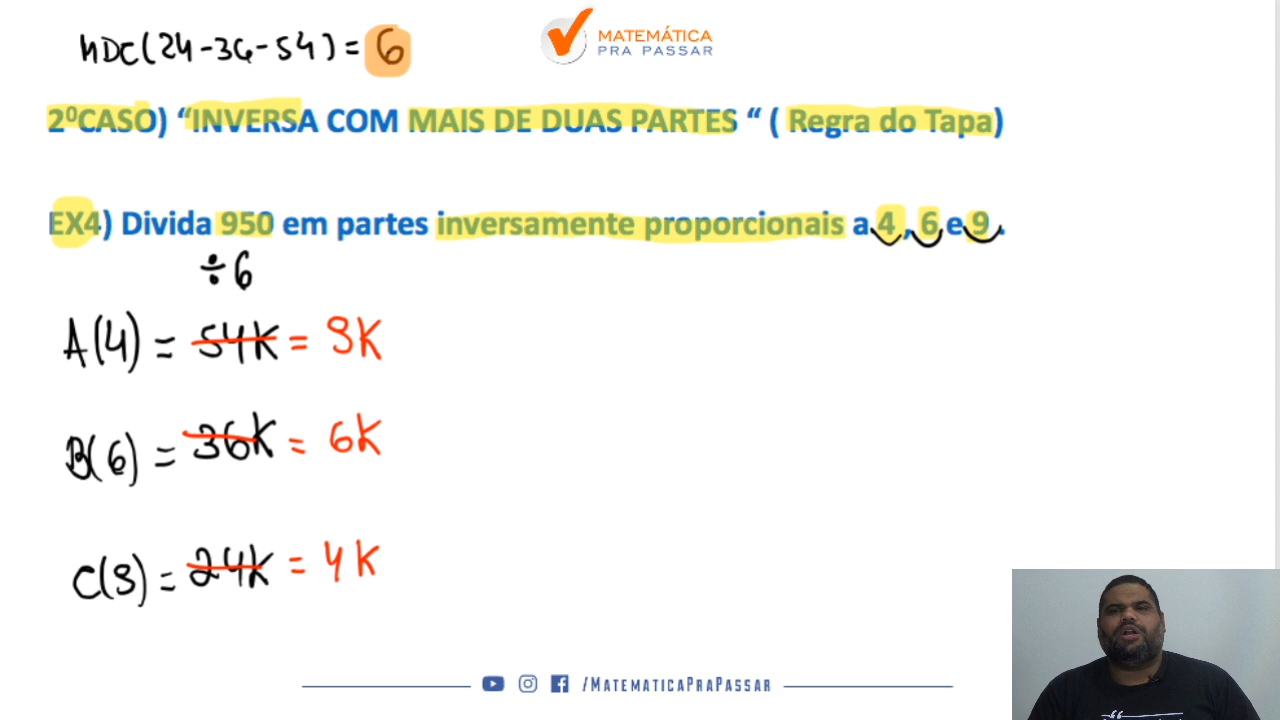 MDC(24-36-54) = 6
MATEMÁTICA
PRA PASSAR
2ºCASO) “INVERSA COM MAIS DE DUAS PARTES “ ( Regra do Tapa)
EX4) Divida 950 em partes inversamente proporcionais a 4 , 6 e 9 .
÷6
A(4) = 54K = 9K
B(6) = 36K = 6K
C(9) = 24K = 4K
/MATEMATICAPRAPASSAR